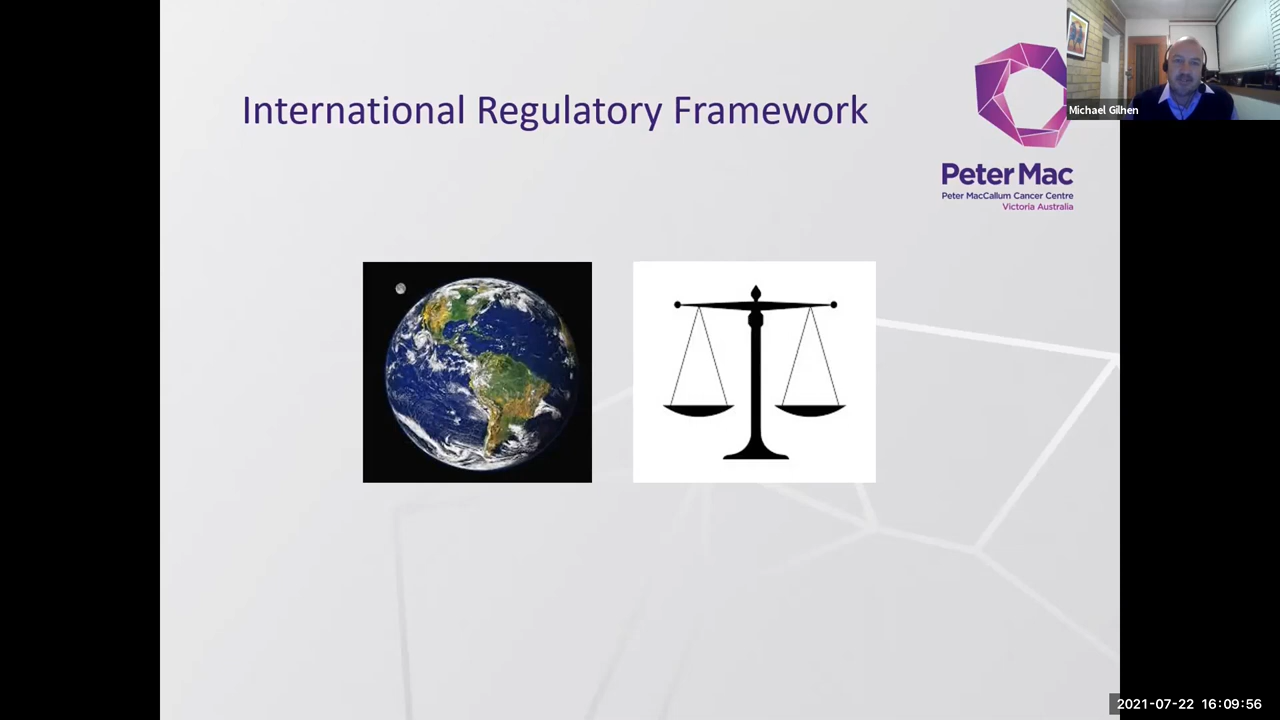 International Regulatory Framework
Michael Gilhen
Peter Mac
Peter MacCallum Cancer Centre
Victoria Australia
2021-07-22 16:09:56